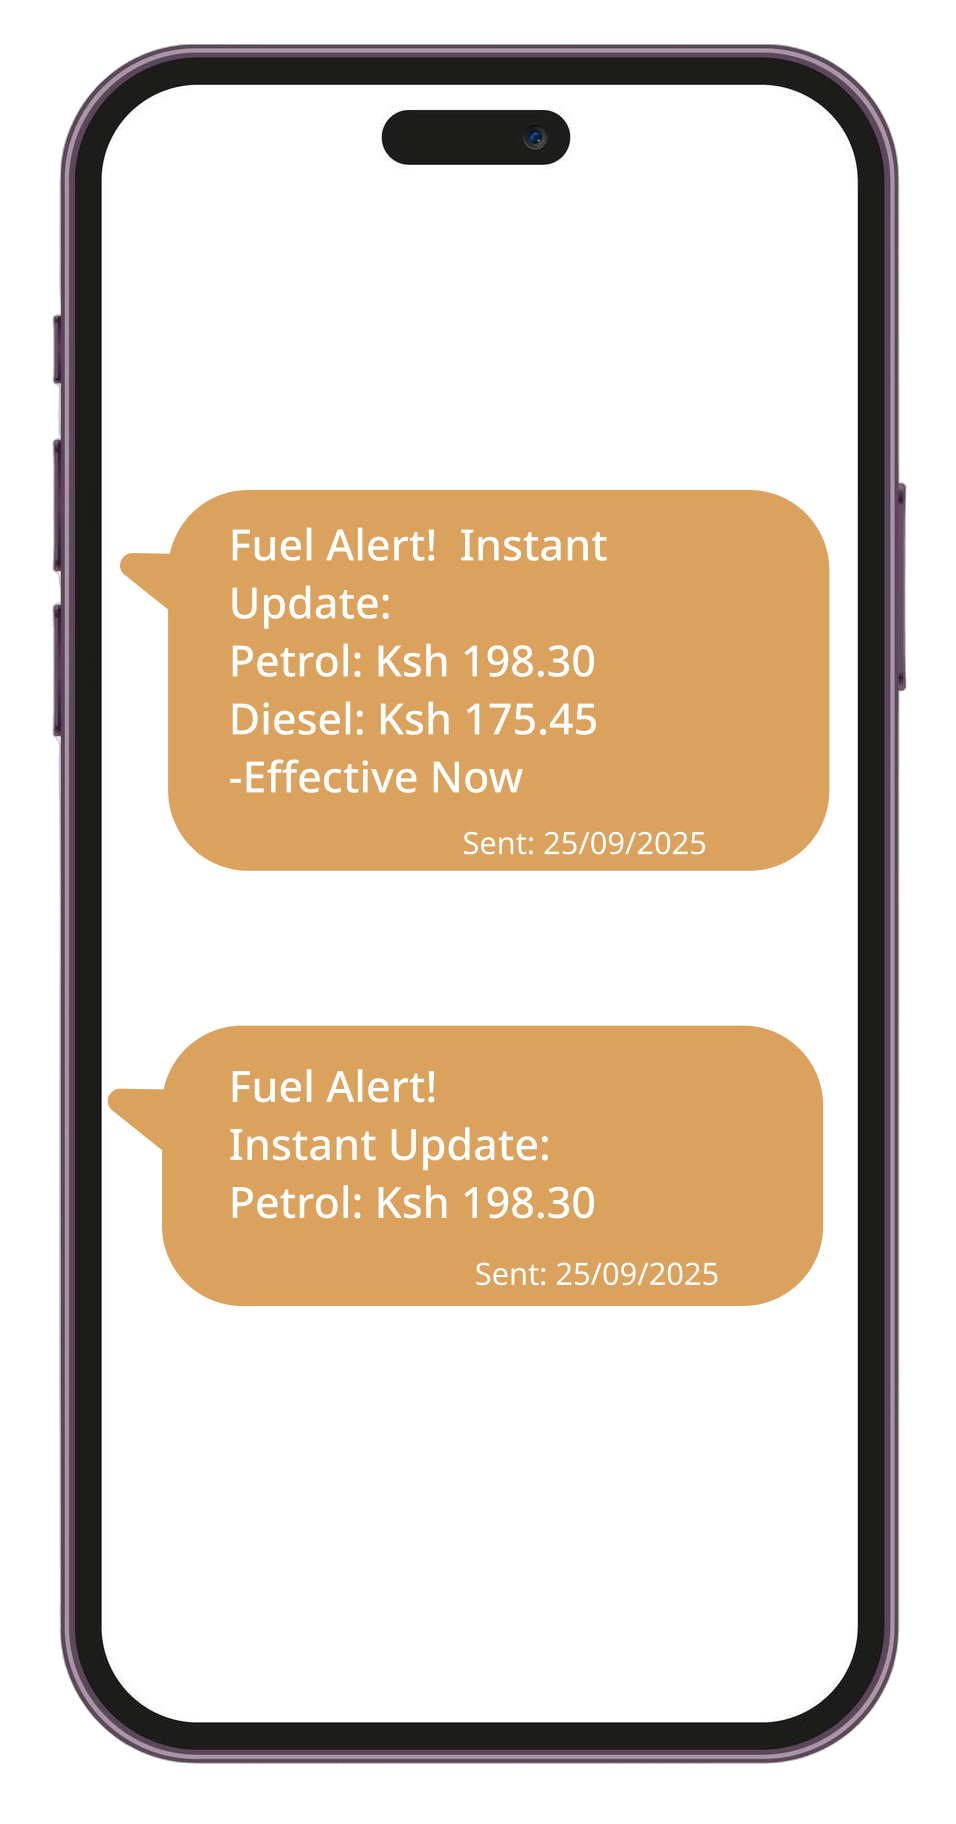 Fuel Alert!  Instant
Update:
Petrol: Ksh 198.30
Diesel: Ksh 175.45
-Effective Now
Sent: 25/09/2025
Fuel Alert!
Instant Update:
Petrol: Ksh 198.30
Sent: 25/09/2025